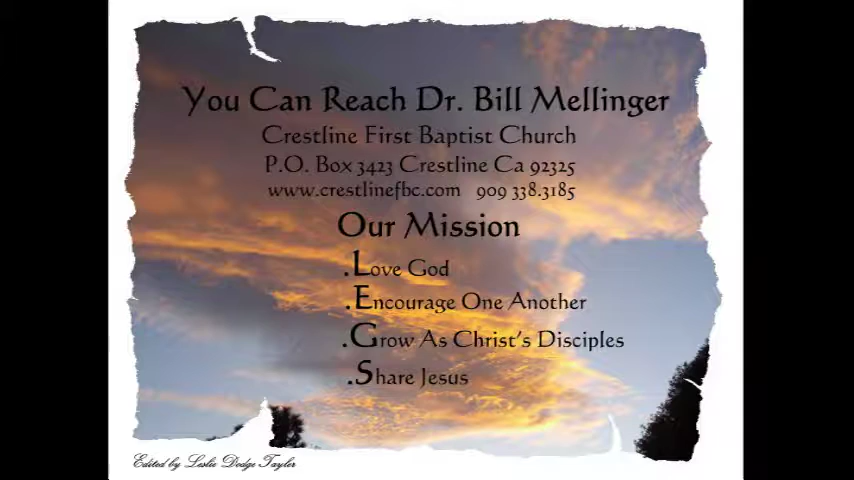 You Can Reach Dr. Bill Mellinger
Crestline First Baptist Church
P.O. Box 3423 Crestline Ca 92325
www.crestlinefbc.com 909 338.3185
Our Mission
.Love God
.Encourage One Another
.Grow As Christ's Disciples
.Share Jesus
Edited by Leslie Dodge Tayler